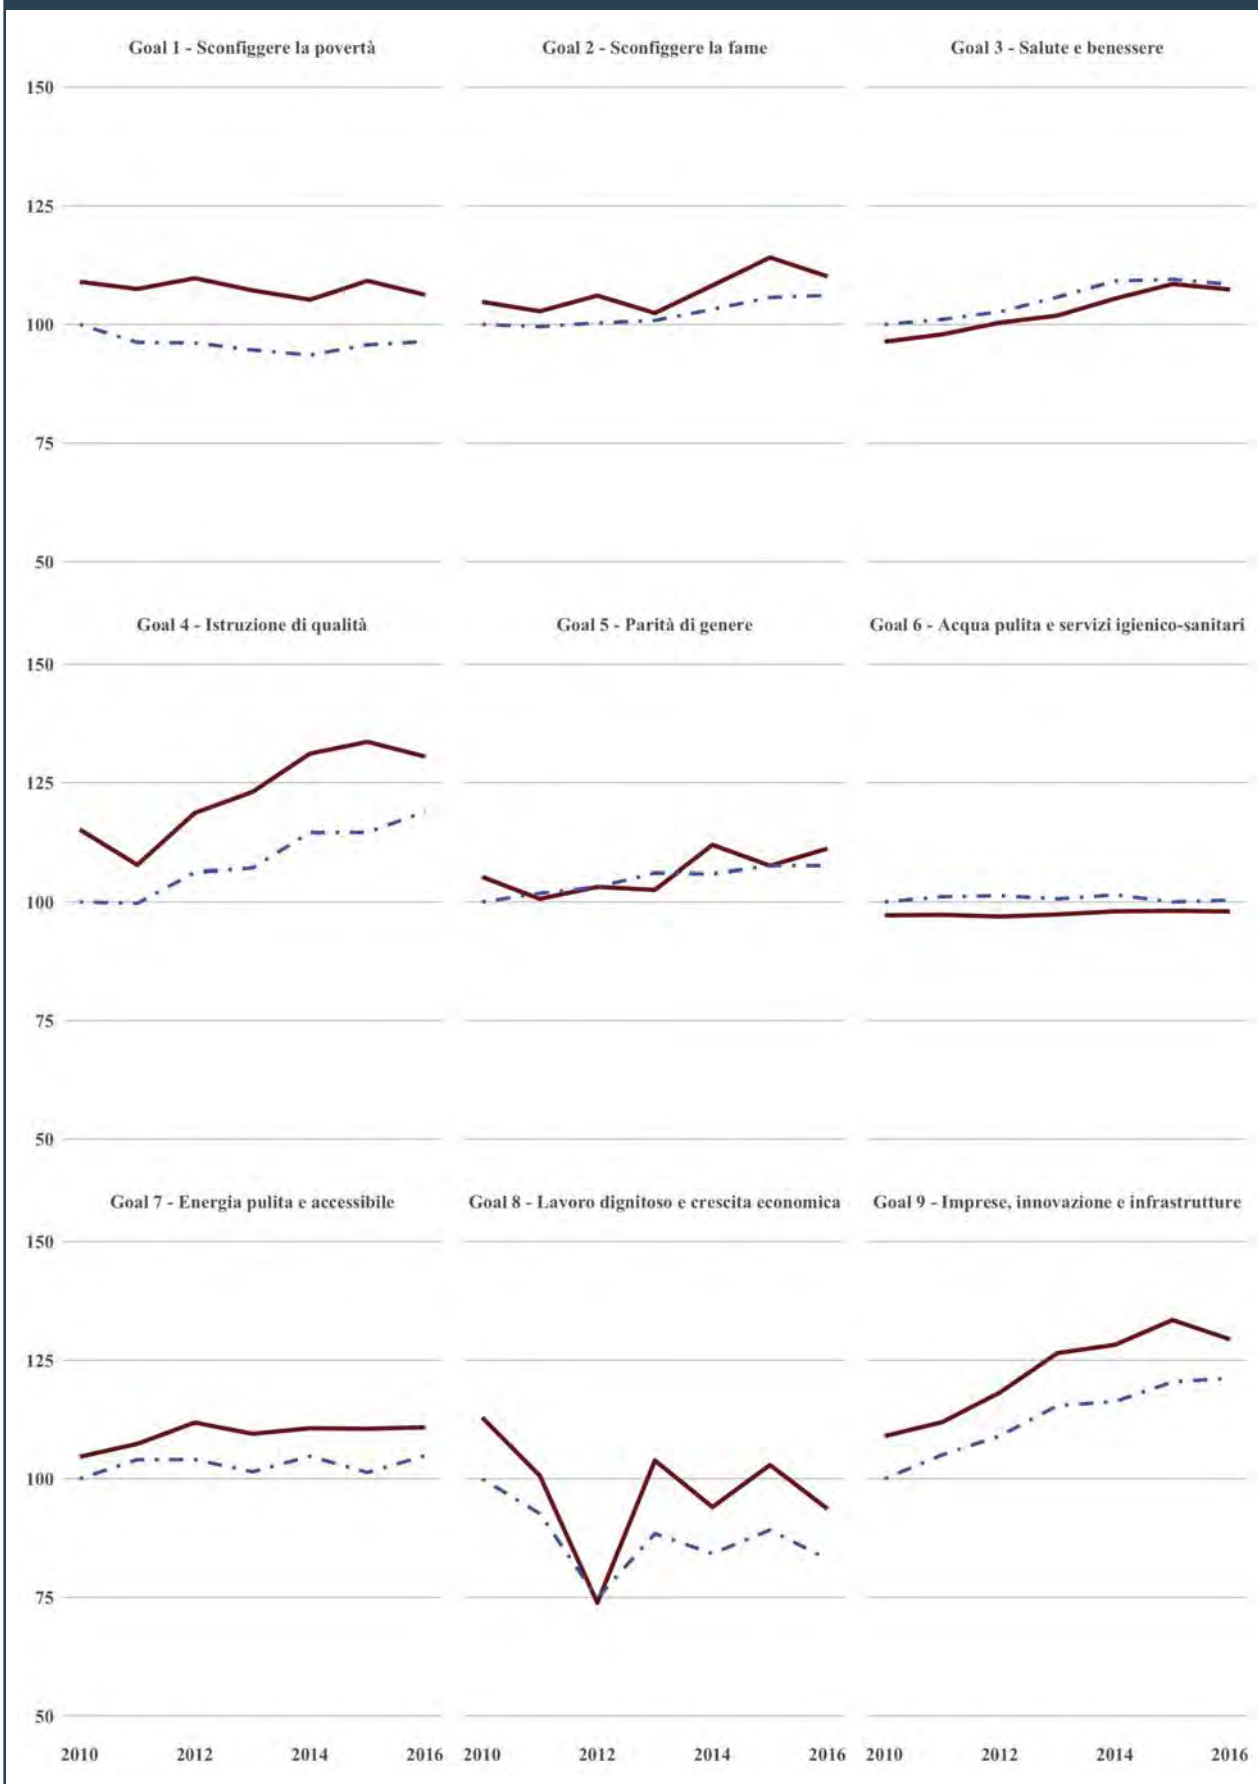 Goal 1 - Sconfiggere la povertà
Goal 2 - Sconfiggere la fame
Goal 3 - Salute e benessere
150
125
100
75
50
Goal 4 - Istruzione di qualità
Goal 5 - Parità di genere
Goal 6 - Acqua pulita e servizi igienico-sanitari
150
125
100
75
50
Goal 7 - Energia pulita e accessibile
Goal 8 - Lavoro dignitoso e crescita economica
Goal 9 - Imprese, innovazione e infrastrutture
150
125
100
75
50
2010 2012 2014 2016
2010 2012 2014 2016
2010 2012 2014 2016